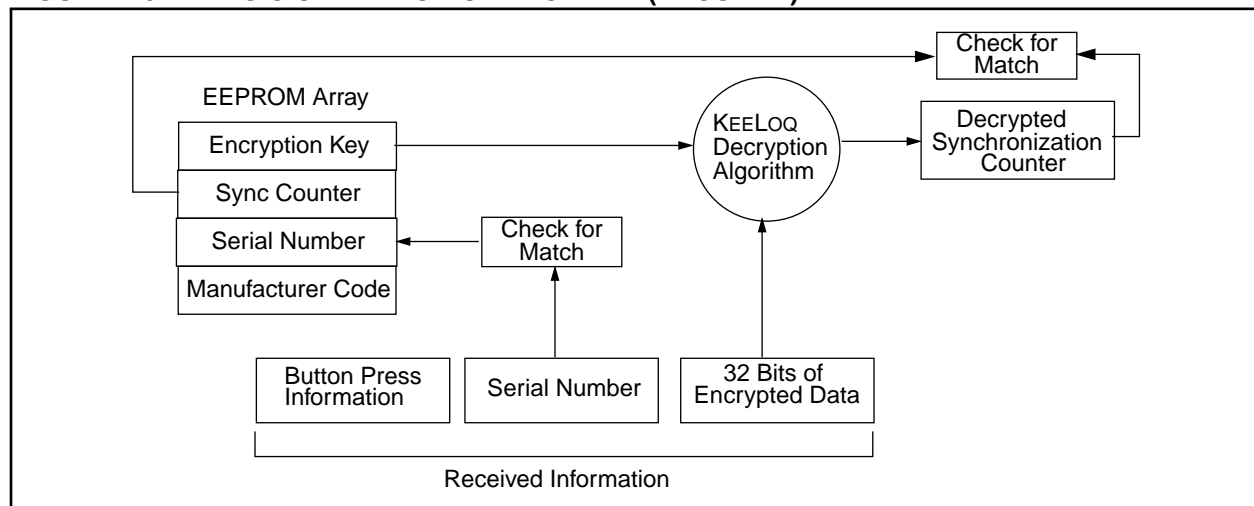 Check for
Match
EEPROM Array
Encryption Key
Sync Counter
Serial Number
Manufacturer Code
KEELOQ
Decryption
Algorithm
Decrypted
Synchronization
Counter
Check for
Match
Button Press
Information
Serial Number
32 Bits of
Encrypted Data
Received Information